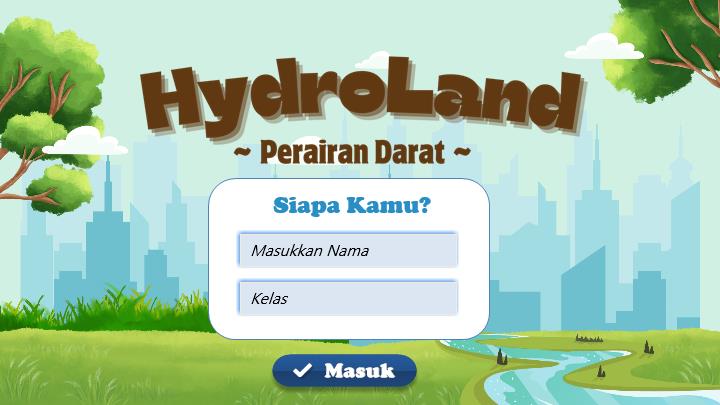 HydroLand
~ Perairan Darat ~
Siapa Kamu?
Masukkan Nama
Kelas
Masuk